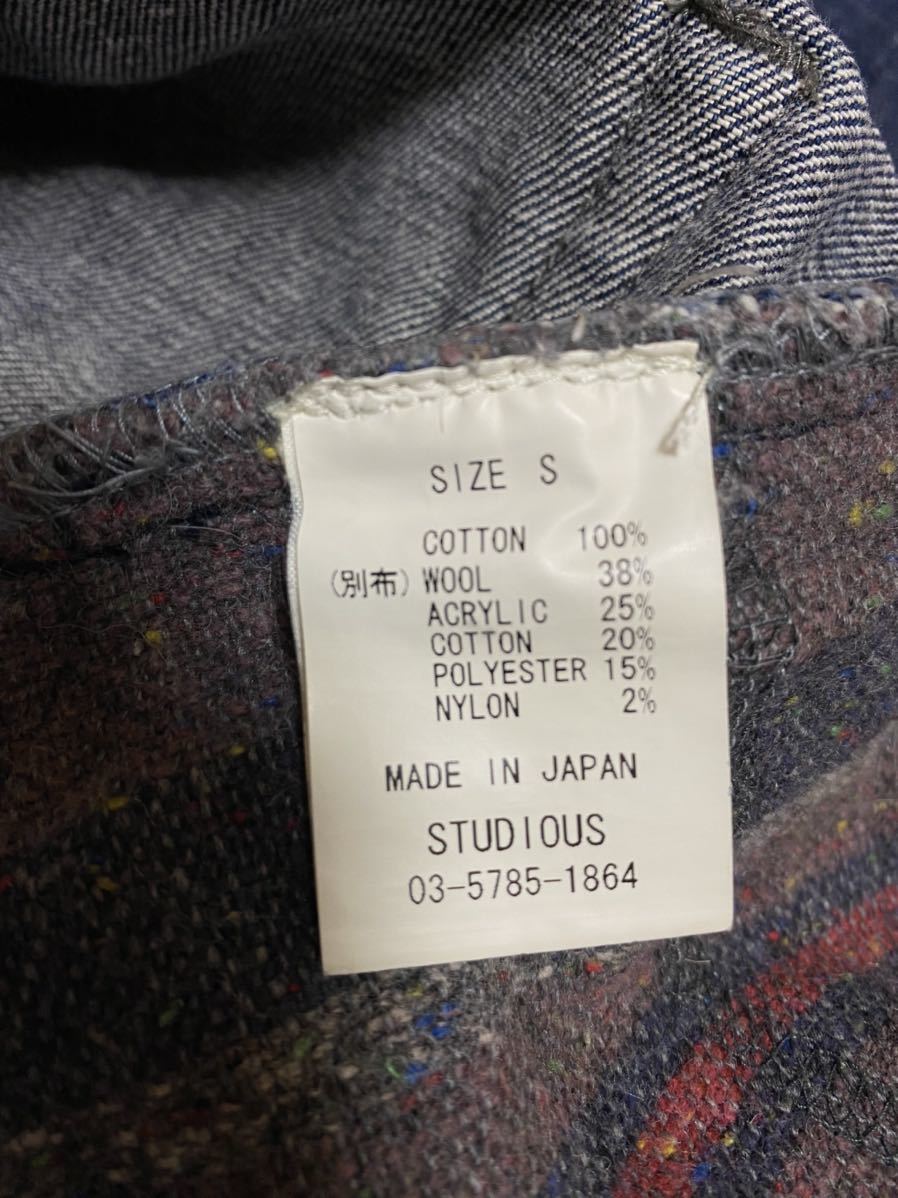 SIZE S
COTTON 100%
(別布) WOOL 38%
ACRYLIC 25%
COTTON 20%
POLYESTER 15%
NYLON 2%
MADE IN JAPAN
STUDIOUS
03-5785-1864